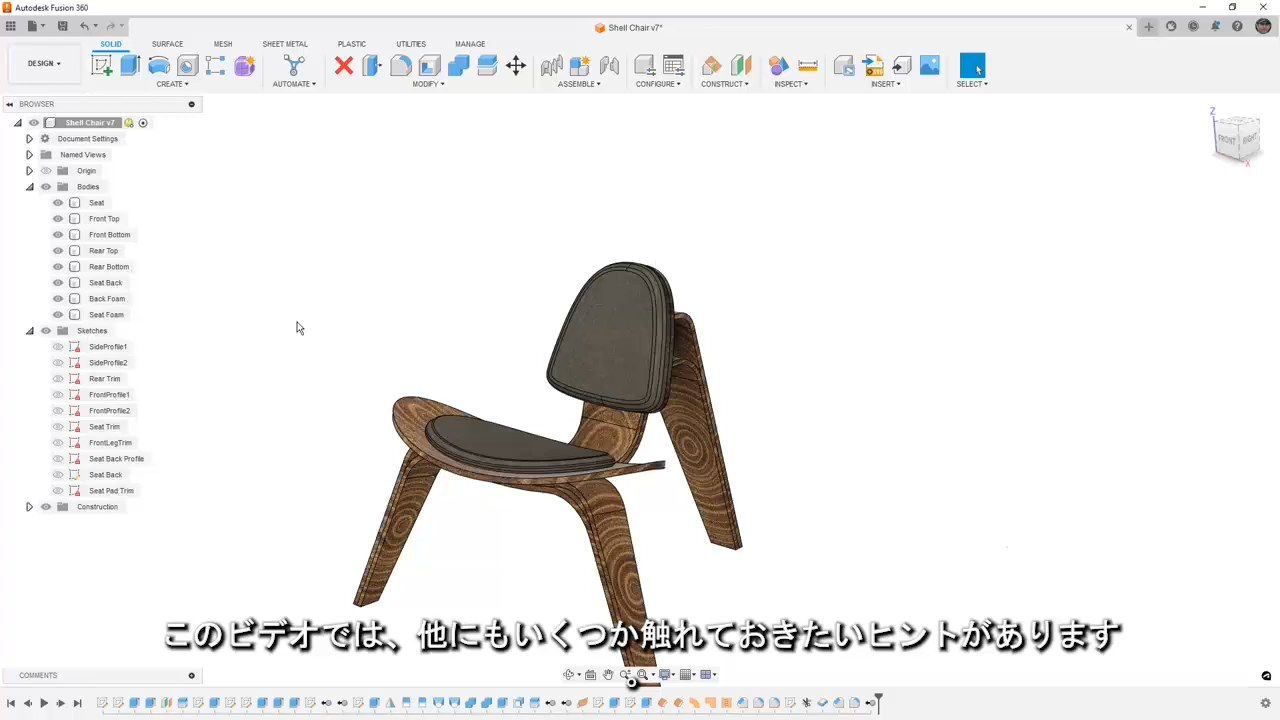 Autodesk Fusion 360
Shell Chair v7*
DESIGN
SOLID
SURFACE
MESH
SHEET METAL
PLASTIC
UTILITIES
MANAGE
CREATE
AUTOMATE
MODIFY
ASSEMBLE
CONFIGURE
CONSTRUCT
INSPECT
INSERT
SELECT
BROWSER
Shell Chair v7
Document Settings
Named Views
Origin
Bodies
Seat
Front Top
Front Bottom
Rear Top
Rear Bottom
Seat Back
Back Foam
Seat Foam
Sketches
SideProfile1
SideProfile2
Rear Trim
FrontProfile1
FrontProfile2
Seat Trim
FrontLegTrim
Seat Back Profile
Seat Back
Seat Pad Trim
Construction
Z
FRONT
RIGHT
X
このビデオでは、他にもいくつか触れておきたいヒントがあります
COMMENTS